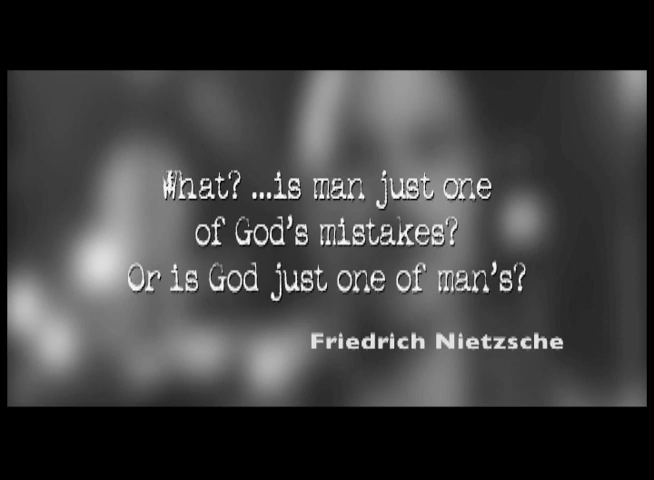 What? ...is man just one
of God's mistakes?
Or is God just one of man's?
Friedrich Nietzsche